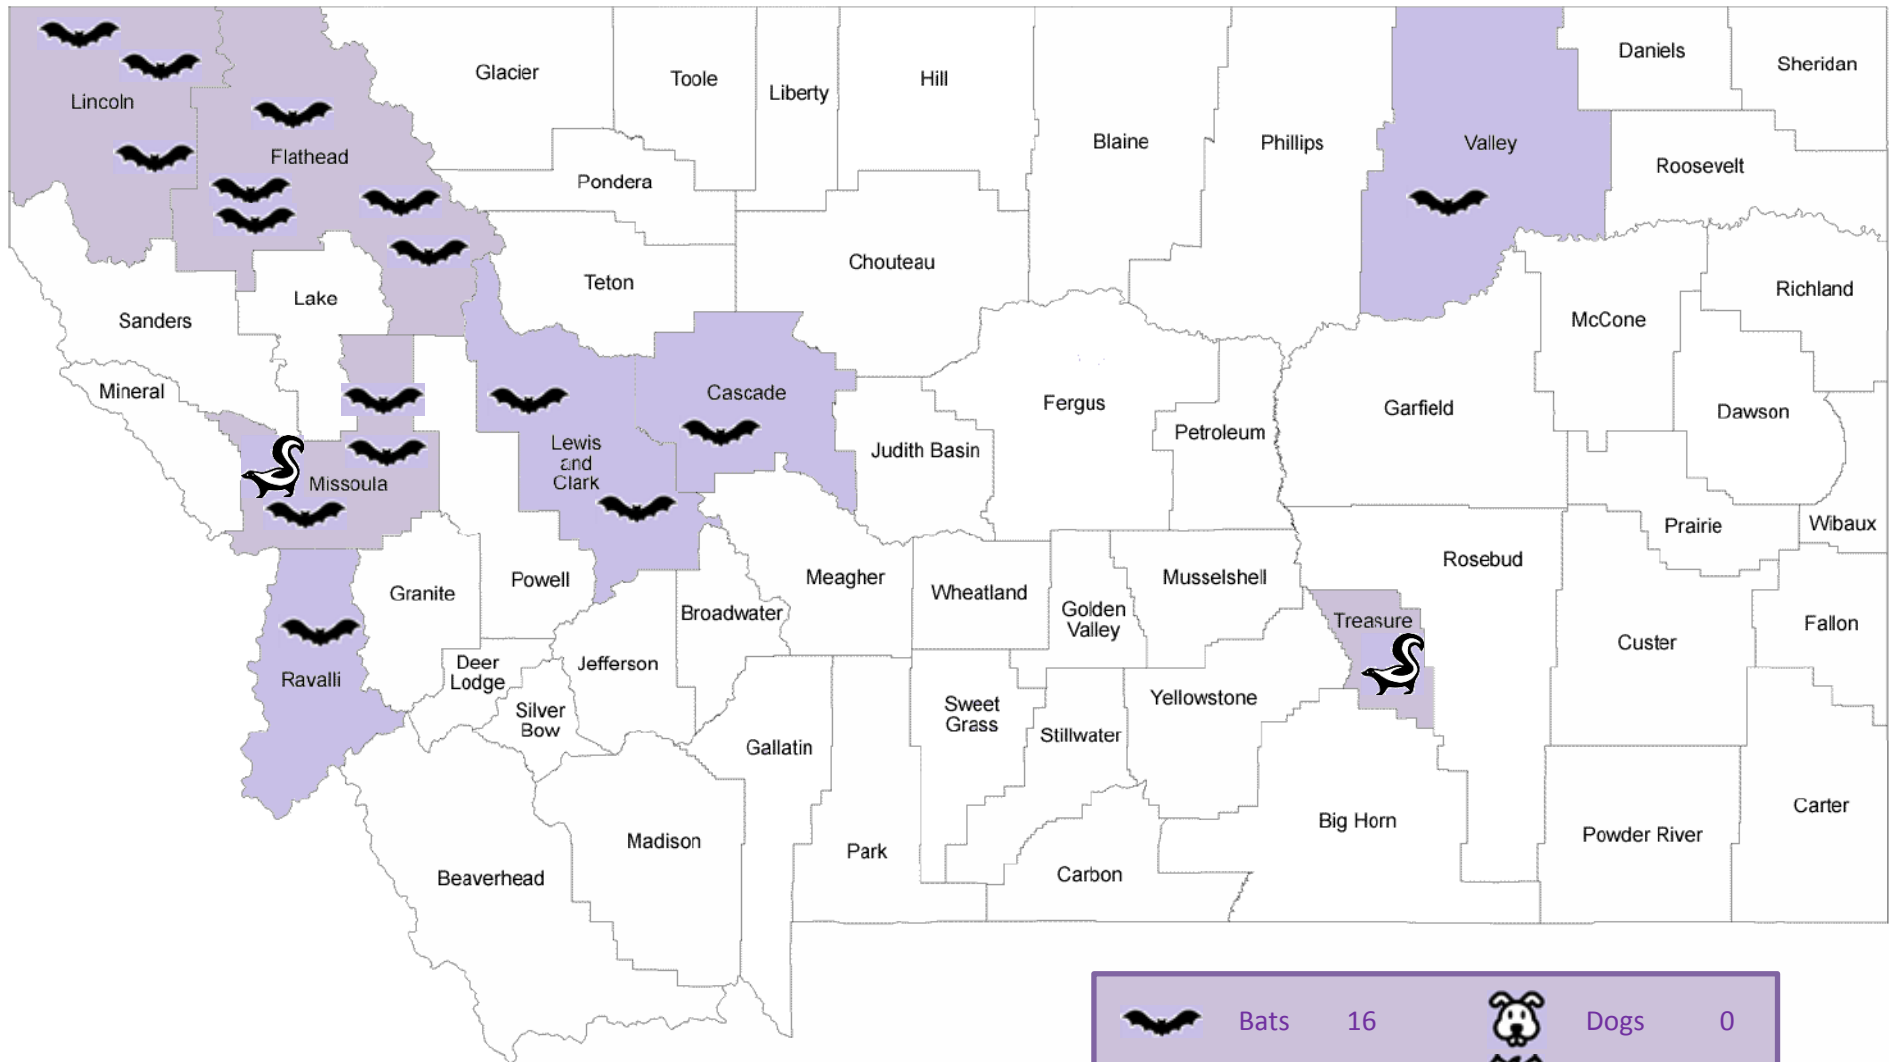 Glacier
Toole
Liberty
Hill
Blaine
Phillips
Valley
Daniels
Sheridan
Roosevelt
Lincoln
Flathead
Pondera
Teton
Chouteau
Lake
Sanders
Richland
McCone
Mineral
Cascade
Fergus
Petroleum
Garfield
Dawson
Lewis
and
Clark
Judith Basin
Missoula
Prairie
Wibaux
Rosebud
Granite
Powell
Broadwater
Meagher
Wheatland
Golden
Valley
Musselshell
Treasure
Custer
Fallon
Ravalli
Deer
Lodge
Jefferson
Silver
Bow
Gallatin
Sweet
Grass
Stillwater
Yellowstone
Beaverhead
Madison
Park
Carbon
Big Horn
Powder River
Carter
Bats 16 Dogs 0